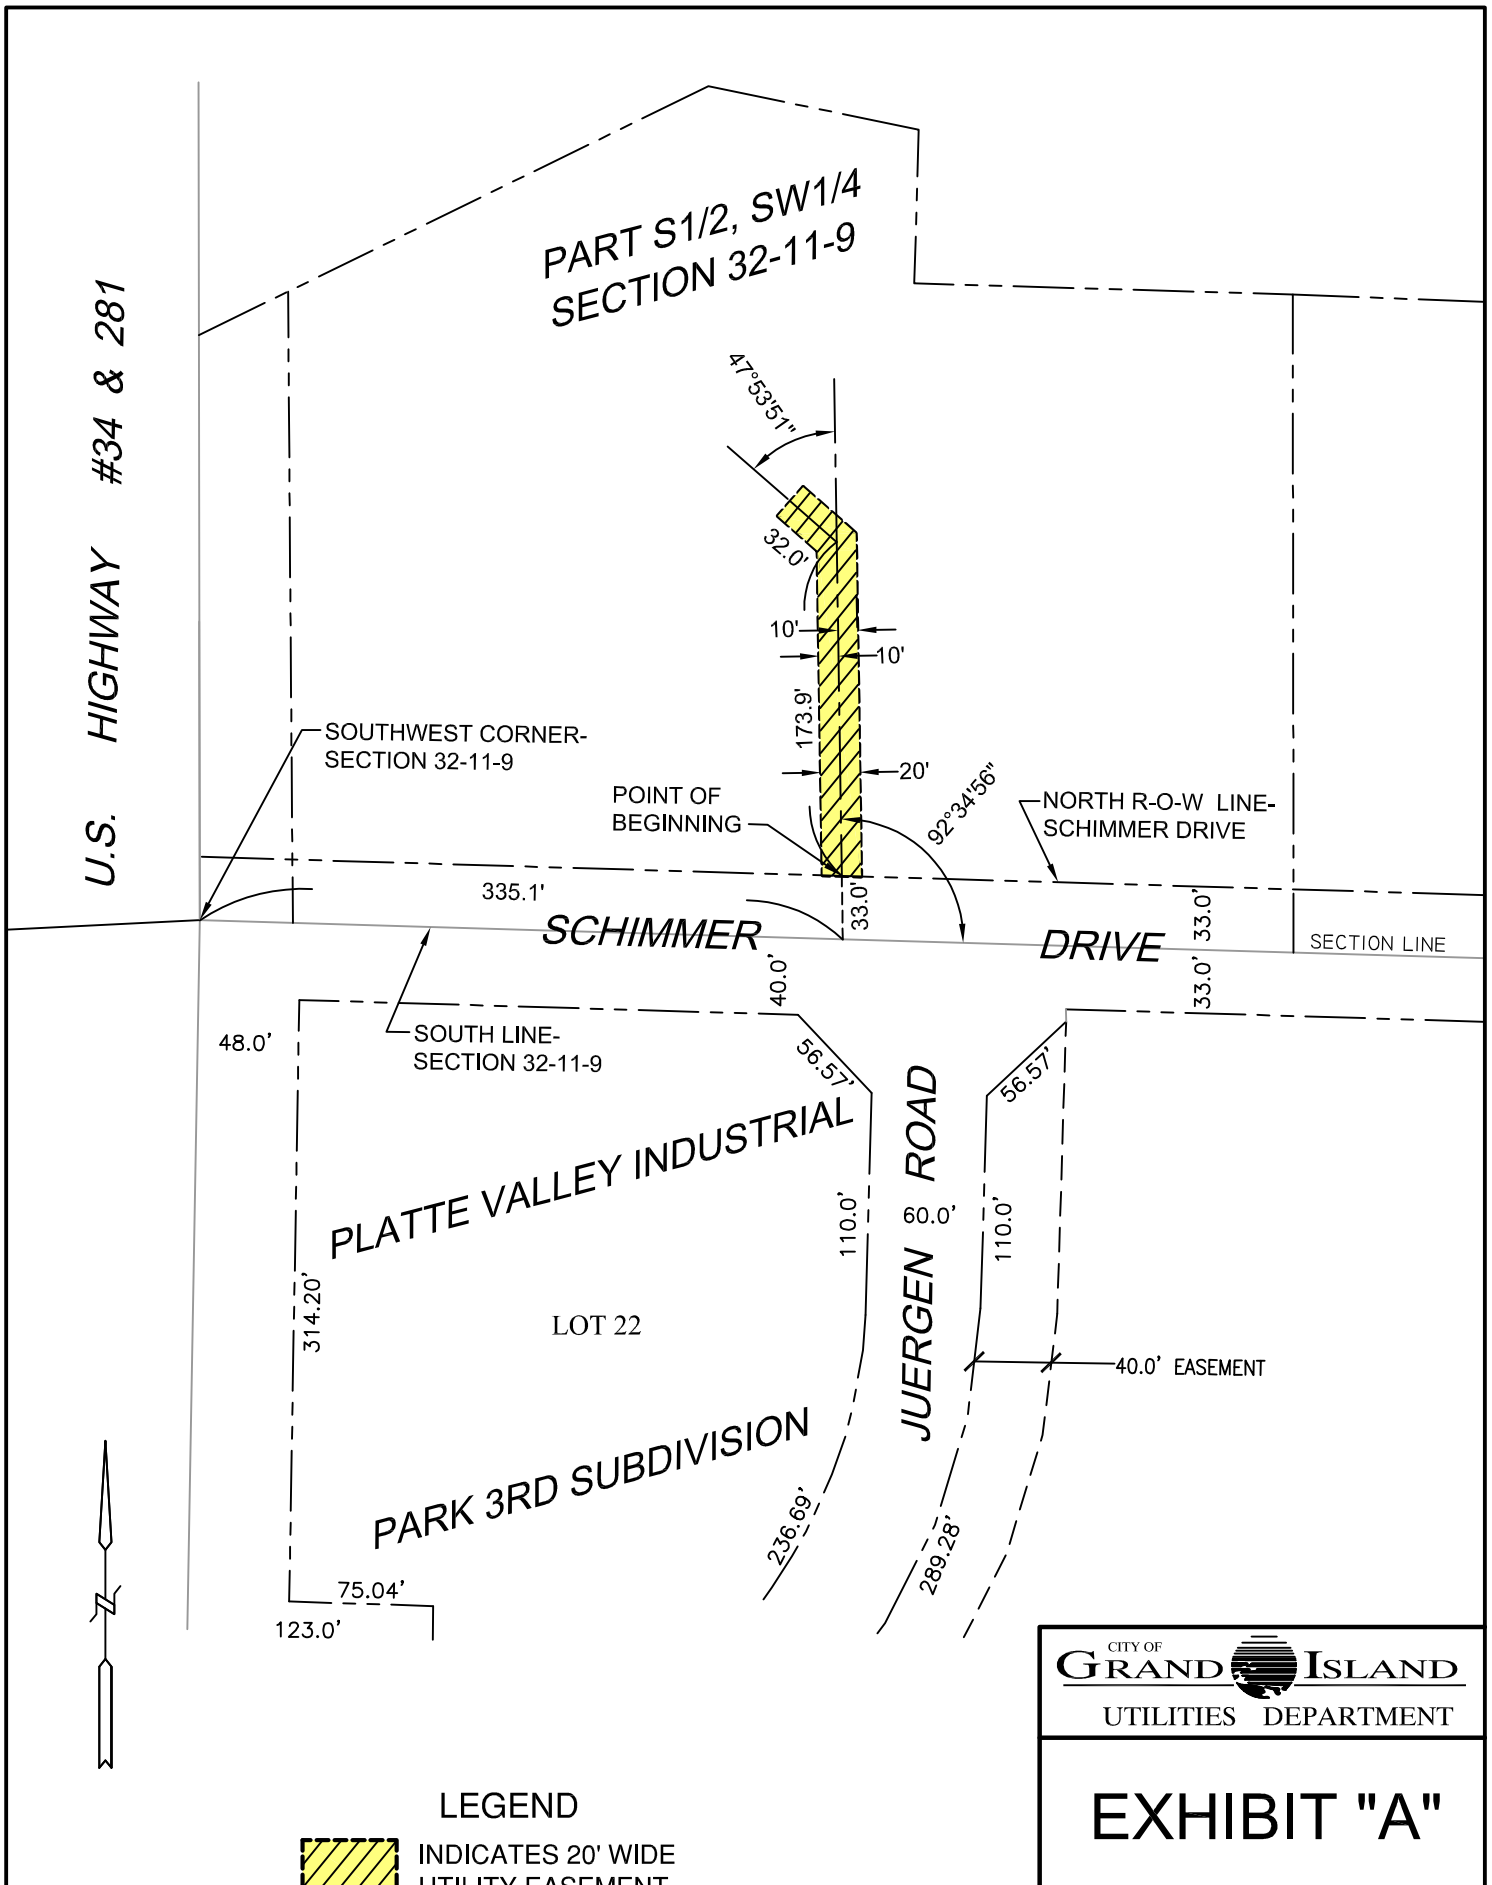 PART S1/2, SW1/4
SECTION 32-11-9
U.S. HIGHWAY #34 & 281
47°53'51"
32.0'
10'
10'
173.9'
20'
SOUTHWEST CORNER-
SECTION 32-11-9
POINT OF
BEGINNING
92°34'56"
NORTH R-O-W LINE-
SCHIMMER DRIVE
335.1'
33.0'
33.0'
SCHIMMER DRIVE
SECTION LINE
40.0'
33.0'
48.0'
SOUTH LINE-
SECTION 32-11-9
56.57'
56.57'
PLATTE VALLEY INDUSTRIAL
JUERGEN ROAD
110.0'
60.0'
110.0'
314.20'
LOT 22
40.0' EASEMENT
PARK 3RD SUBDIVISION
236.69'
289.28'
75.04'
123.0'
CITY OF
GRAND ISLAND
UTILITIES DEPARTMENT
EXHIBIT "A"
LEGEND
INDICATES 20' WIDE
UTILITY EASEMENT